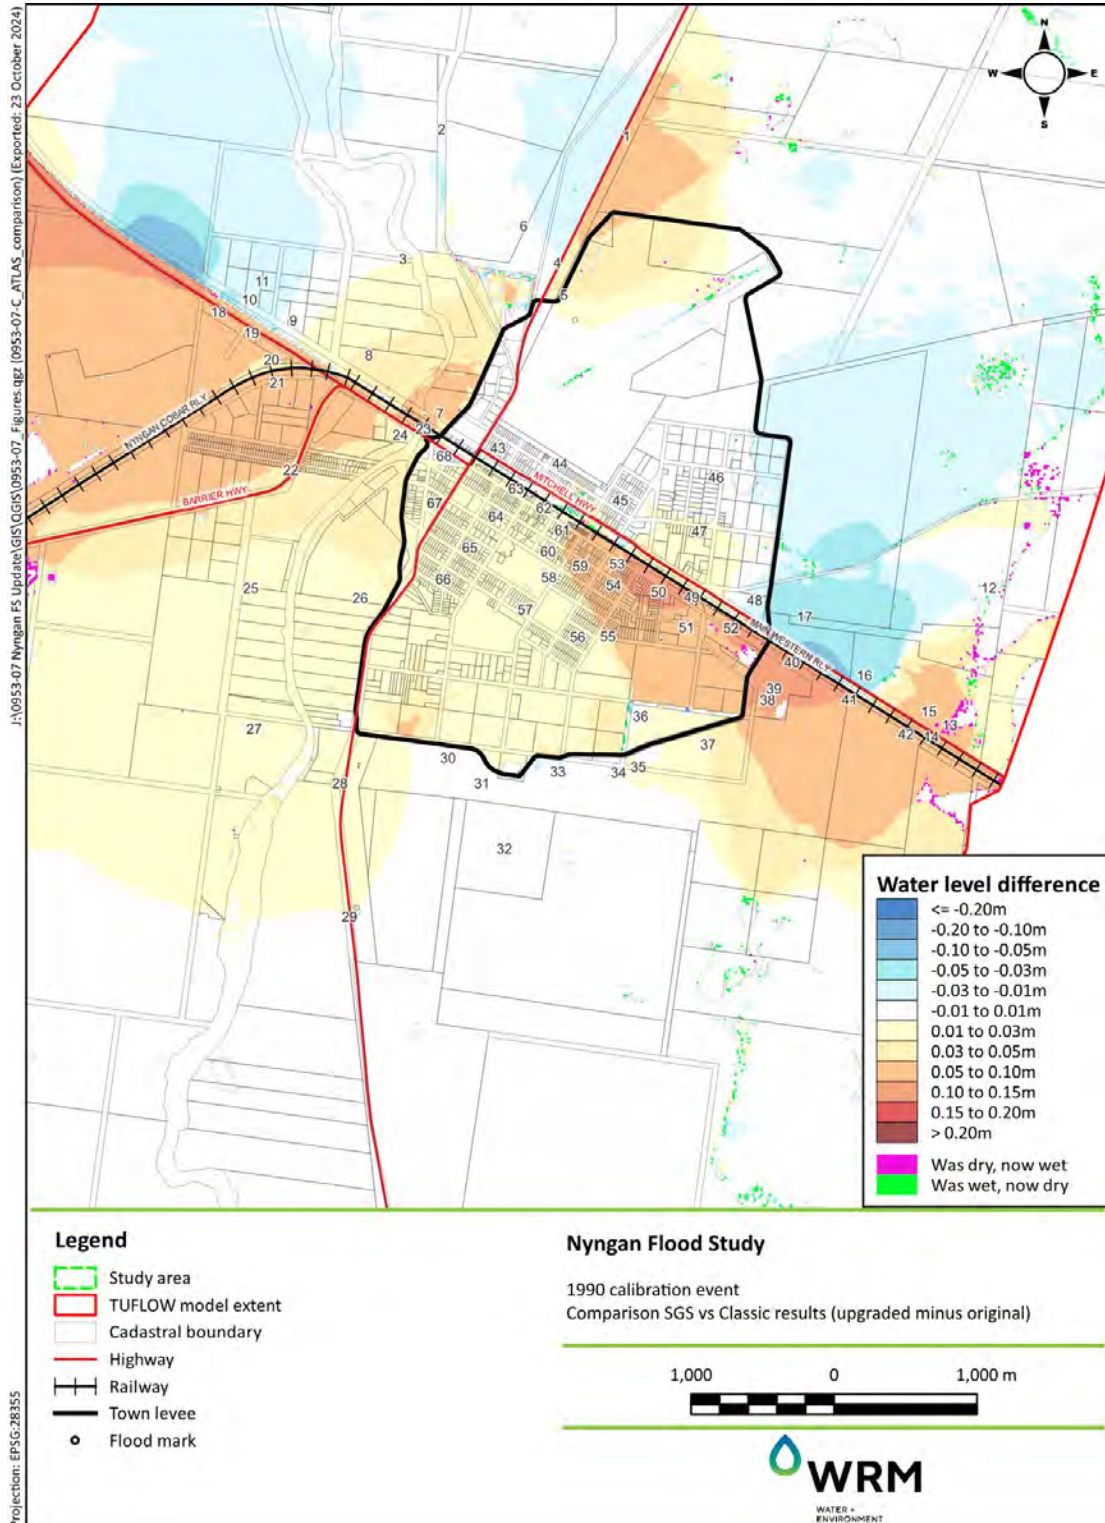 J:\0953-07 Nyngan FS Update\GIS\QGIS\0953-07_Figures.qgz [0953-07-C_ATLAS_comparison] (Exported: 23 October 2024)
Projection: EPSG:28355
N
W
E
S
1
2
3
4
5
6
11
10
9
18
19
8
20
21
NYNGAN COBAR RLY
7
23
24
68
22
BARRIER HWY
43
44
MITCHELL HWY
45
46
63
62
67
64
61
47
65
60
59
53
66
58
54
50
49
48
57
56
55
51
52
MAIN WESTERN RLY
17
12
25
26
40
16
39
38
41
15
13
42
14
36
37
27
30
31
33
34
35
28
32
29
Water level difference
<= -0.20m
-0.20 to -0.10m
-0.10 to -0.05m
-0.05 to -0.03m
-0.03 to -0.01m
-0.01 to 0.01m
0.01 to 0.03m
0.03 to 0.05m
0.05 to 0.10m
0.10 to 0.15m
0.15 to 0.20m
> 0.20m
Was dry, now wet
Was wet, now dry
Legend
Study area
TUFLOW model extent
Cadastral boundary
Highway
Railway
Town levee
Flood mark
Nyngan Flood Study
1990 calibration event
Comparison SGS vs Classic results (upgraded minus original)
1,000 0 1,000 m
WRM
WATER +
ENVIRONMENT